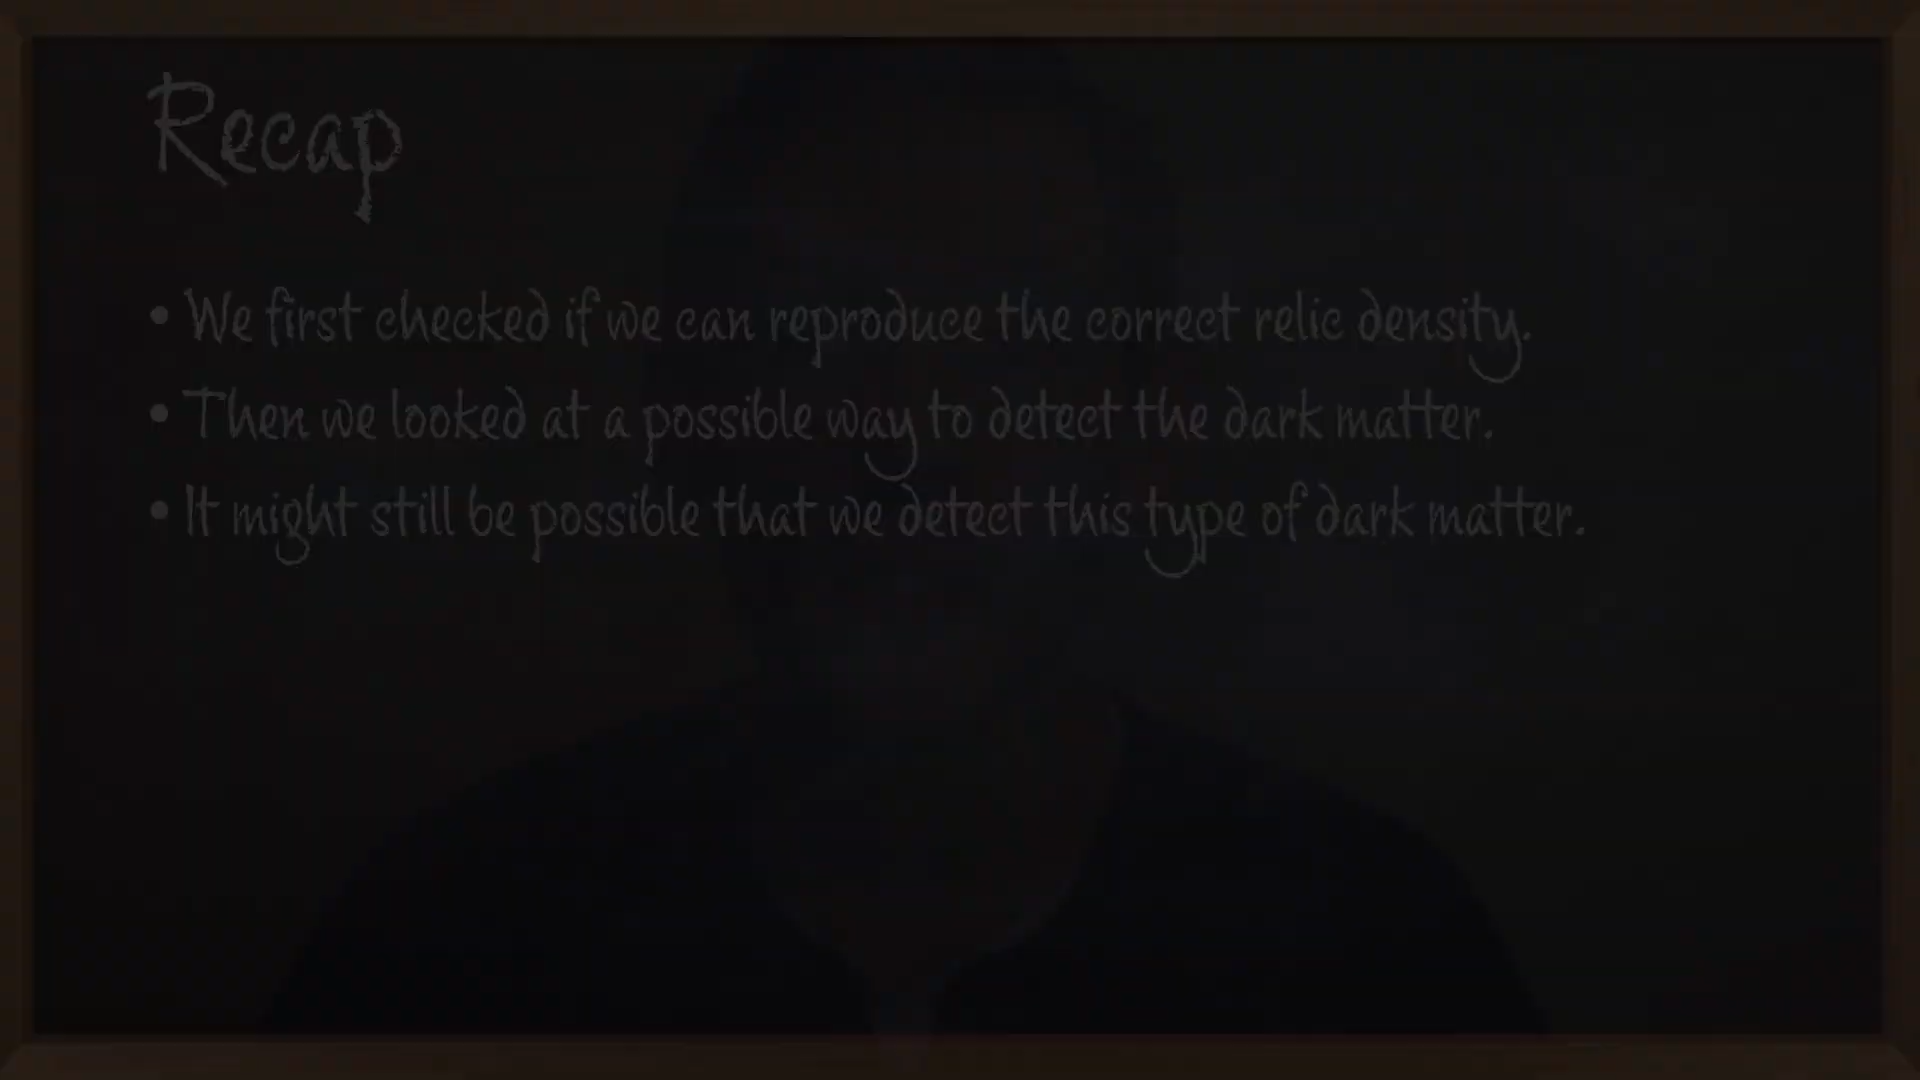 Recap
• We first checked if we can reproduce the correct relic density.
• Then we looked at a possible way to detect the dark matter.
• It might still be possible that we detect this type of dark matter.